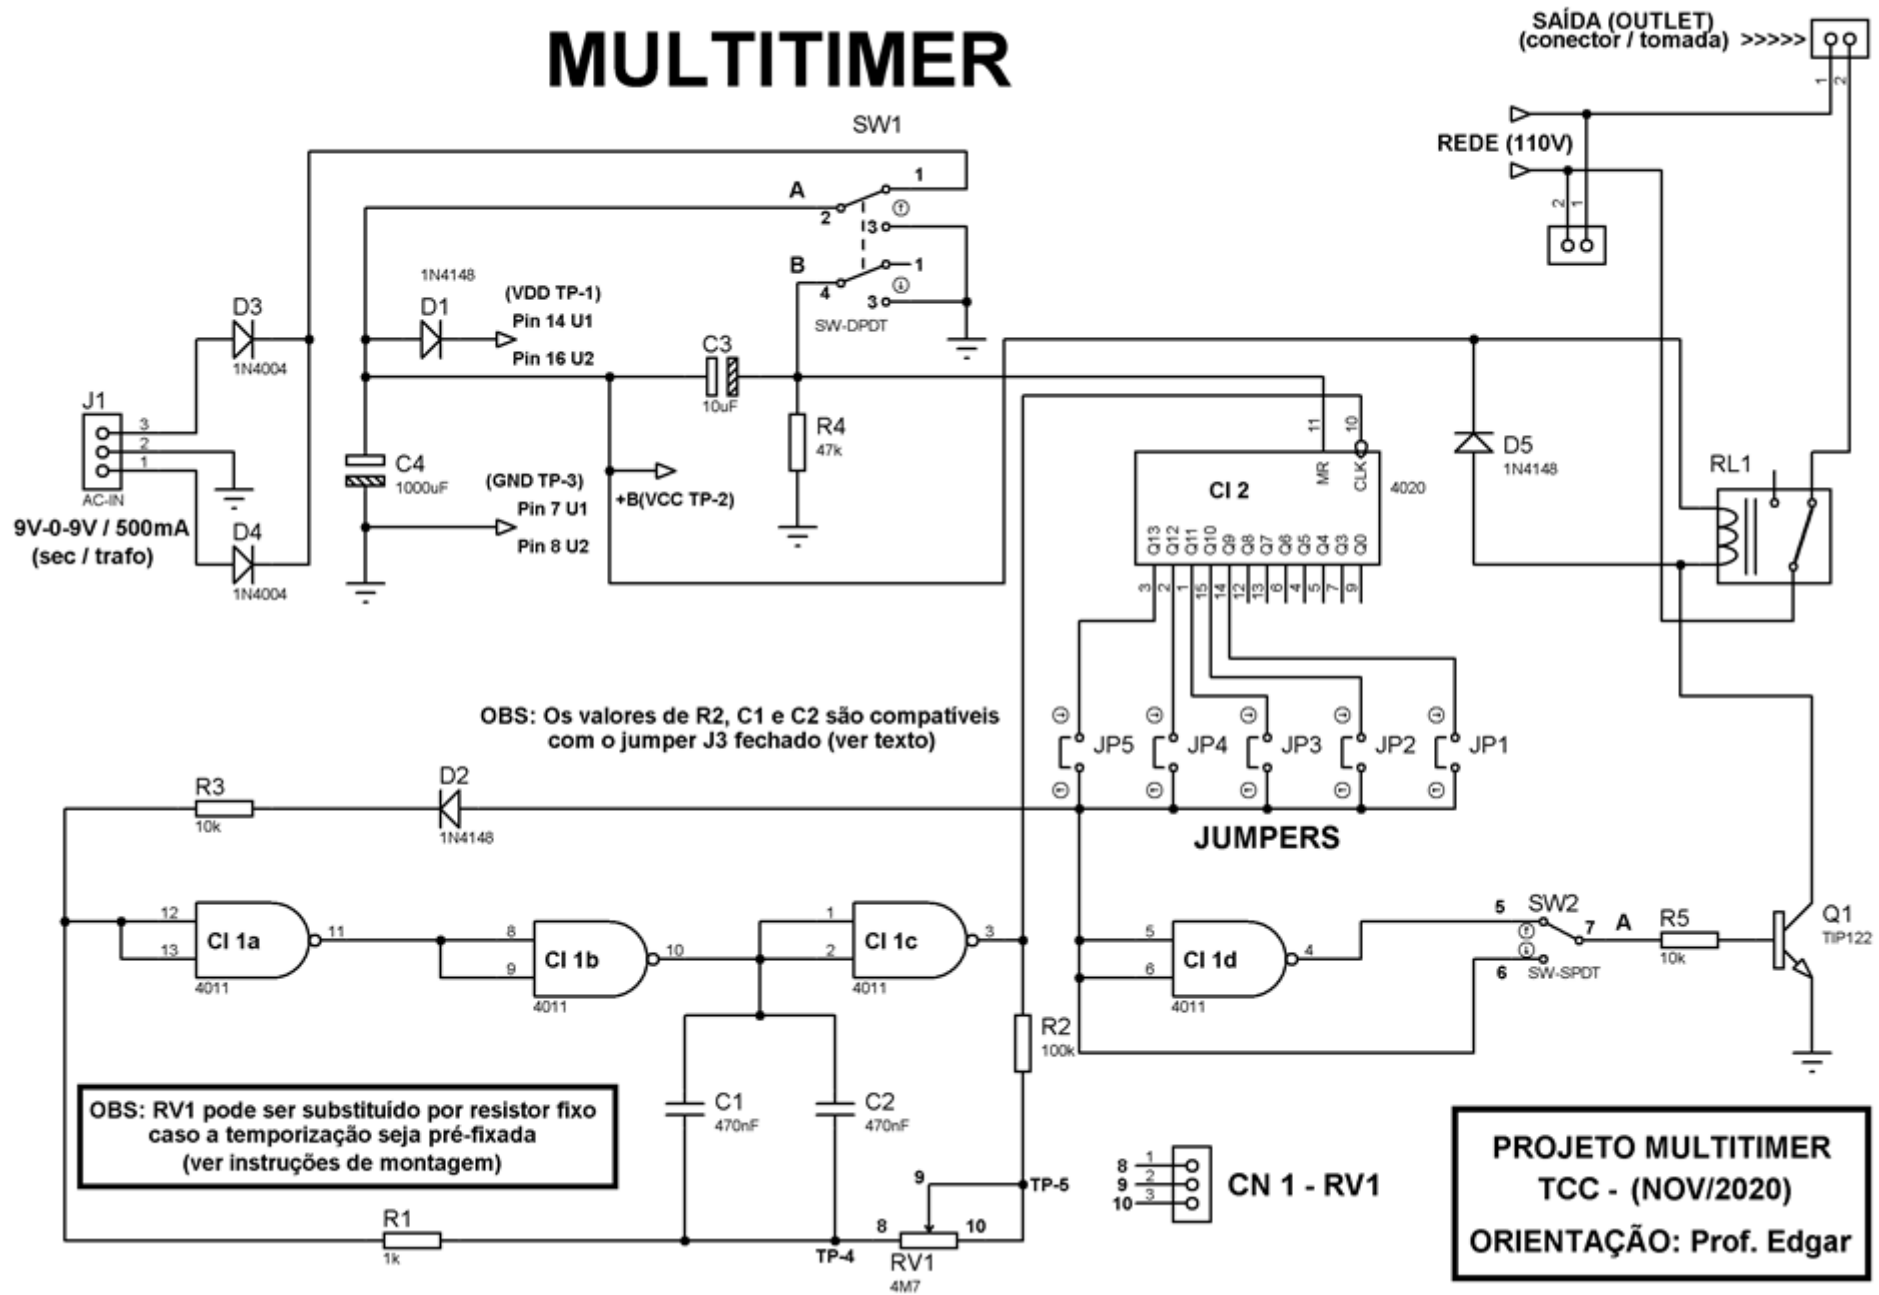 MULTITIMER
SAÍDA (OUTLET)
(conector / tomada) >>>>>
1
2
REDE (110V)
2
1
SW1
A
1
2
3
B
1
4
3
SW-DPDT
1N4148
D1
(VDD TP-1)
Pin 14 U1
Pin 16 U2
D3
1N4004
C3
10uF
J1
3
2
1
AC-IN
9V-0-9V / 500mA
(sec / trafo)
D4
1N4004
C4
1000uF
(GND TP-3)
Pin 7 U1
Pin 8 U2
+B(VCC TP-2)
R4
47k
11
10
MR
CLK
CI 2
4020
Q13
Q12
Q11
Q10
Q9
Q8
Q7
Q6
Q5
Q4
Q3
Q0
3
2
1
15
14
12
13
6
4
5
7
9
D5
1N4148
RL1
OBS: Os valores de R2, C1 e C2 são compatíveis
com o jumper J3 fechado (ver texto)
JP5
JP4
JP3
JP2
JP1
JUMPERS
R3
10k
D2
1N4148
12
13
CI 1a
11
4011
8
9
CI 1b
10
4011
1
2
CI 1c
3
4011
5
6
CI 1d
4
4011
5
SW2
7
A
6
SW-SPDT
R5
10k
Q1
TIP122
R2
100k
C1
470nF
C2
470nF
OBS: RV1 pode ser substituído por resistor fixo
caso a temporização seja pré-fixada
(ver instruções de montagem)
R1
1k
TP-4
8
9
10
RV1
4M7
TP-5
8 1
9 2
10 3
CN 1 - RV1
PROJETO MULTITIMER
TCC - (NOV/2020)
ORIENTAÇÃO: Prof. Edgar